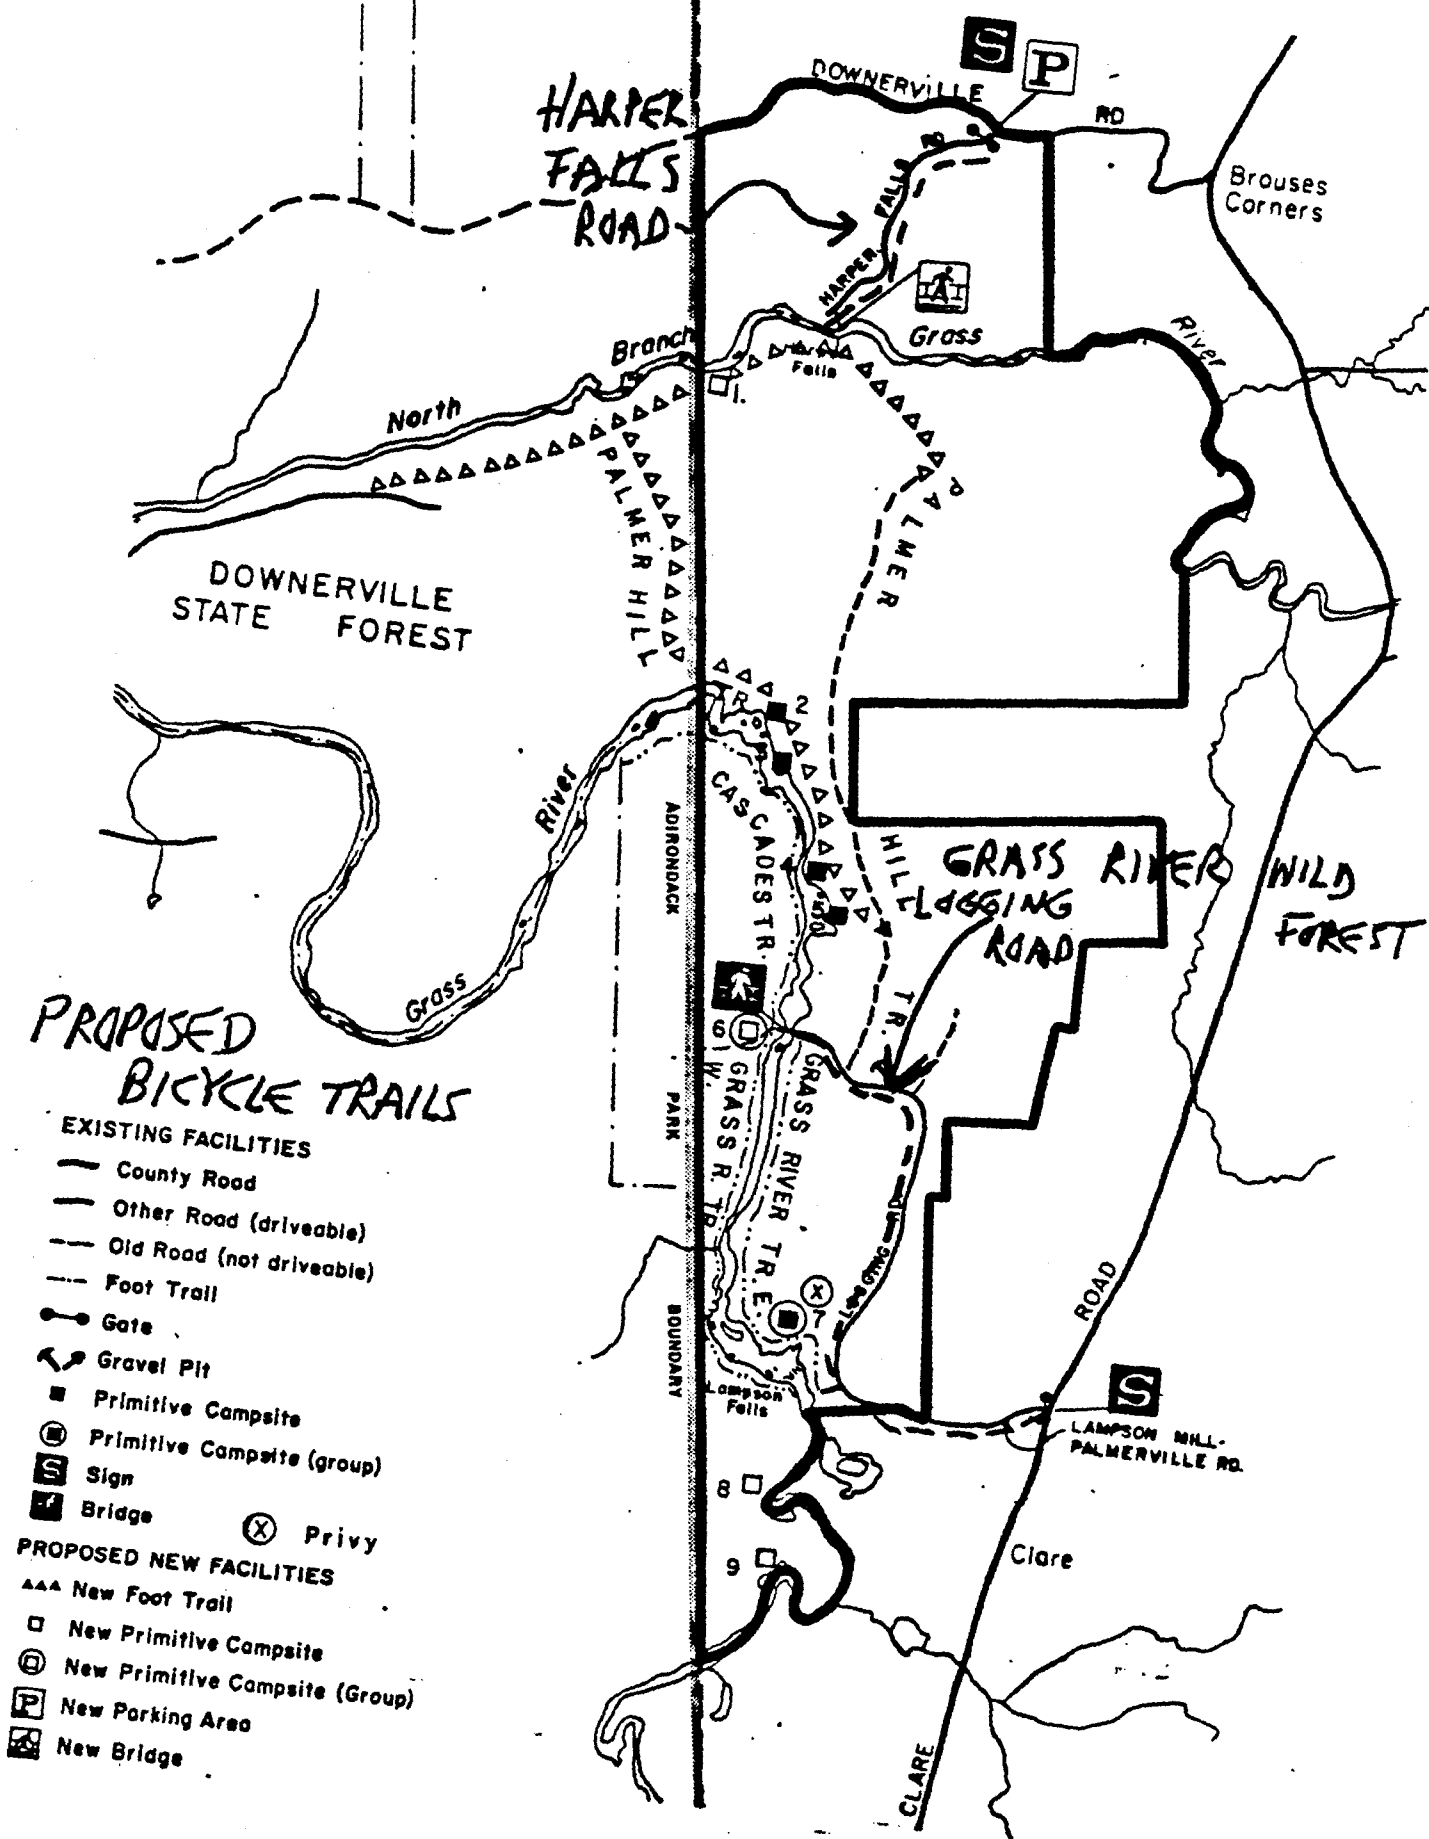 S
P
DOWNERVILLE
RD
HARPER
FALLS
ROAD
HARPER FALLS RD
Brouses
Corners
North Branch Grass River
Falls
1.
PALMER HILL
PALMER HILL TR.
DOWNERVILLE
STATE FOREST
2
River
CASCADE TR.
ADIRONDACK
PARK
BOUNDARY
GRASS RIVER WILD
FOREST
LOGGING
ROAD
Grass
6
W. GRASS R. TR.
GRASS RIVER TR. E.
LOGGING RD
X
7
Lampson
Falls
S
LAMPSON MILL-
PALMERVILLE RD.
8
9
Clare
CLARE
ROAD
PROPOSED
BICYCLE TRAILS
EXISTING FACILITIES
County Road
Other Road (driveable)
Old Road (not driveable)
Foot Trail
Gate
Gravel Pit
Primitive Campsite
Primitive Campsite (group)
S Sign
Bridge
X Privy
PROPOSED NEW FACILITIES
New Foot Trail
New Primitive Campsite
New Primitive Campsite (Group)
P New Parking Area
New Bridge